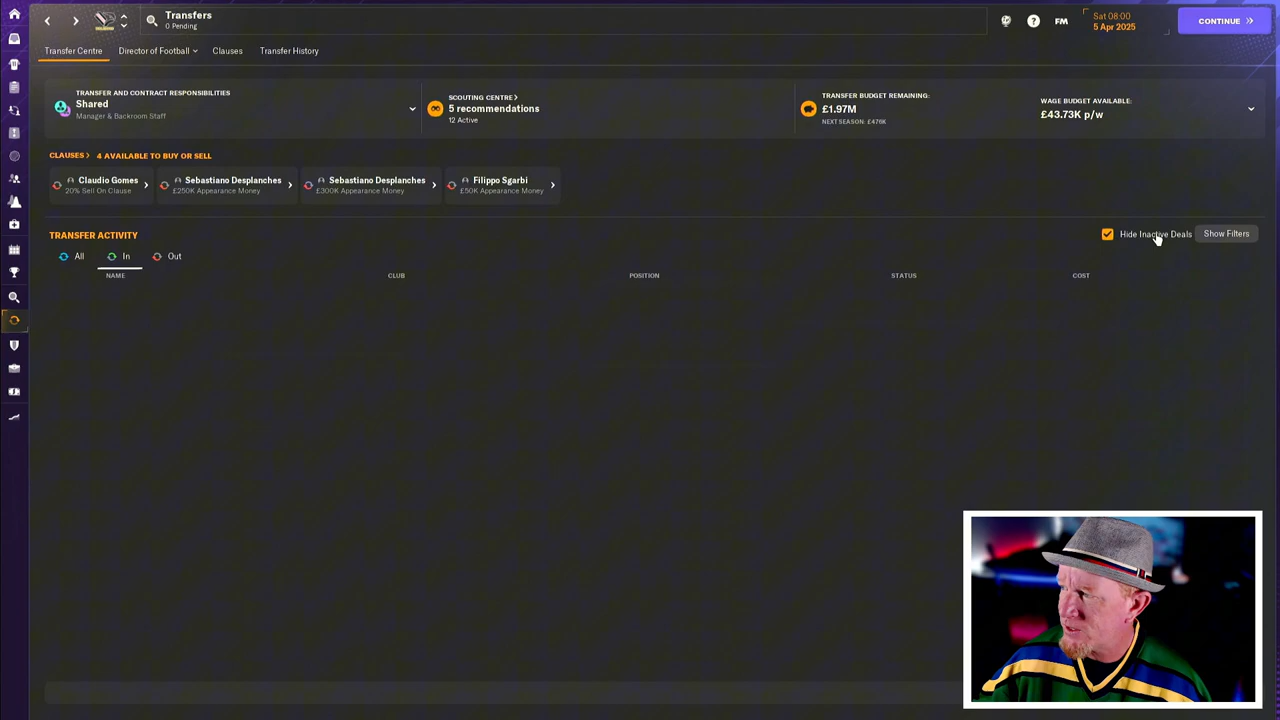 Transfers
0 Pending
FM
Sat 08:00
5 Apr 2025
CONTINUE
Transfer Centre
Director of Football
Clauses
Transfer History
TRANSFER AND CONTRACT RESPONSIBILITIES
Shared
Manager & Backroom Staff
SCOUTING CENTRE
5 recommendations
12 Active
TRANSFER BUDGET REMAINING:
£1.97M
NEXT SEASON: £476K
WAGE BUDGET AVAILABLE:
£43.73K p/w
CLAUSES 4 AVAILABLE TO BUY OR SELL
Claudio Gomes
20% Sell On Clause
Sebastiano Desplanches
£250K Appearance Money
Sebastiano Desplanches
£300K Appearance Money
Filippo Sgarbi
£50K Appearance Money
TRANSFER ACTIVITY
Hide Inactive Deals
Show Filters
All
In
Out
NAME
CLUB
POSITION
STATUS
COST